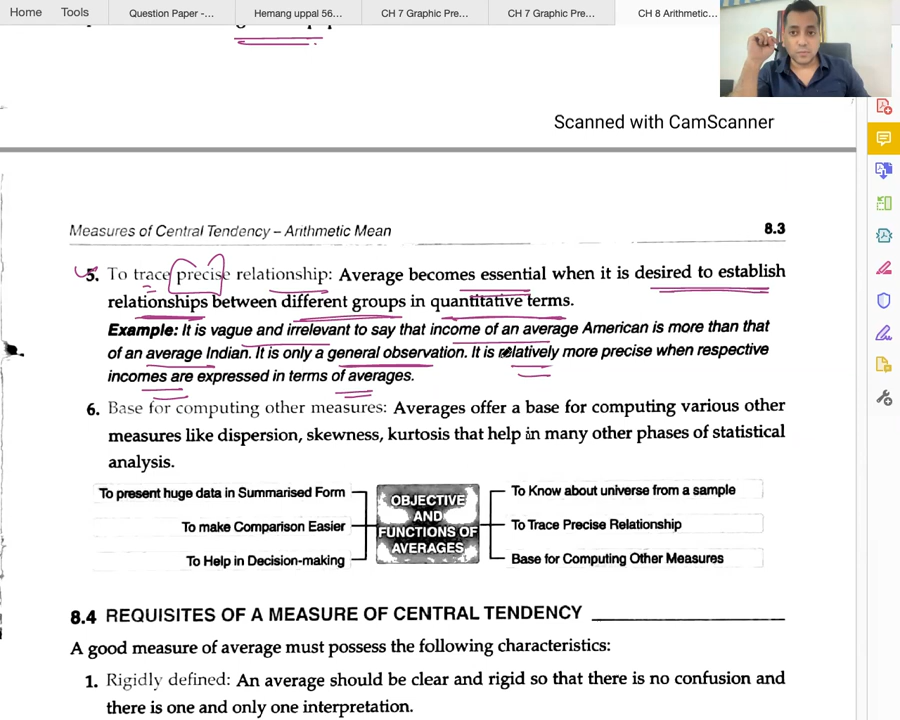 Home
Tools
Question Paper -...
Hemang uppal 56...
CH 7 Graphic Pre...
CH 7 Graphic Pre...
CH 8 Arithmetic...
Scanned with CamScanner
Measures of Central Tendency – Arithmetic Mean
8.3
5. To trace precise relationship: Average becomes essential when it is desired to establish
relationships between different groups in quantitative terms.
Example: It is vague and irrelevant to say that income of an average American is more than that
of an average Indian. It is only a general observation. It is relatively more precise when respective
incomes are expressed in terms of averages.
6. Base for computing other measures: Averages offer a base for computing various other
measures like dispersion, skewness, kurtosis that help in many other phases of statistical
analysis.
To present huge data in Summarised Form
To make Comparison Easier
To Help in Decision-making
OBJECTIVE
AND
FUNCTIONS OF
AVERAGES
To Know about universe from a sample
To Trace Precise Relationship
Base for Computing Other Measures
8.4 REQUISITES OF A MEASURE OF CENTRAL TENDENCY
A good measure of average must possess the following characteristics:
1. Rigidly defined: An average should be clear and rigid so that there is no confusion and
there is one and only one interpretation.